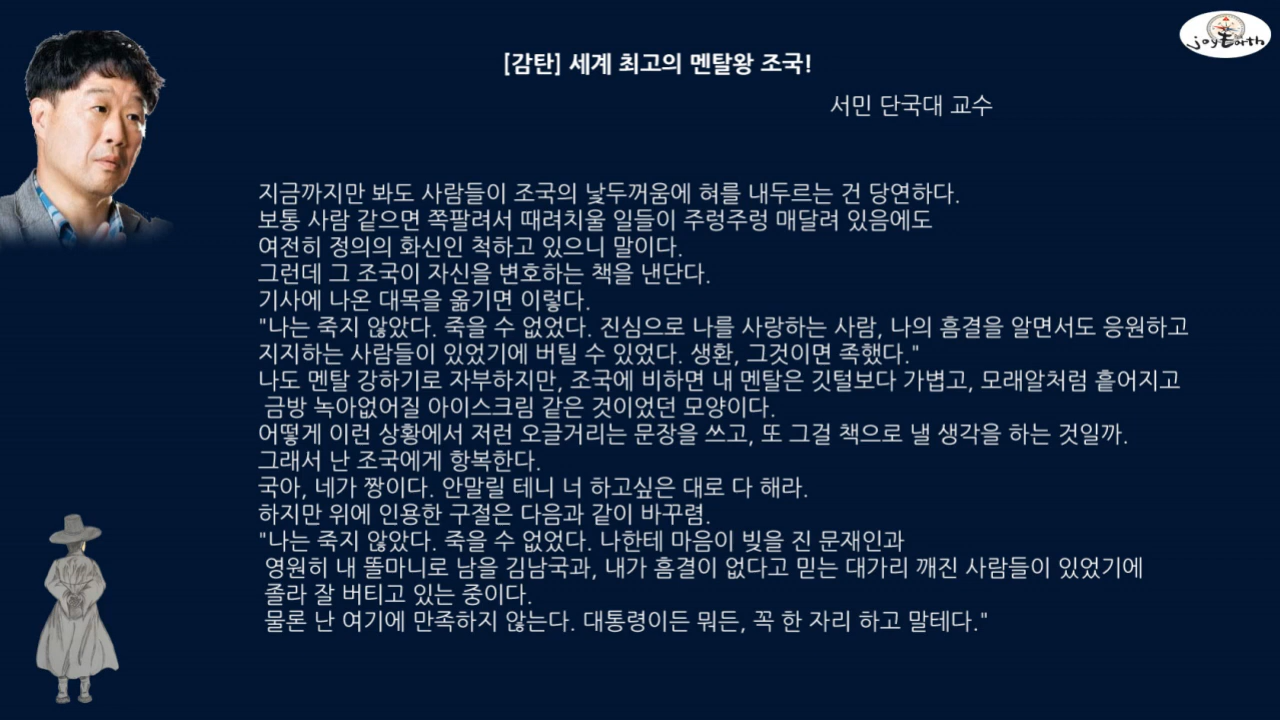 joyEarth
[감탄] 세계 최고의 멘탈왕 조국!
서민 단국대 교수
지금까지만 봐도 사람들이 조국의 낯두꺼움에 혀를 내두르는 건 당연하다.
보통 사람 같으면 쪽팔려서 때려치울 일들이 주렁주렁 매달려 있음에도
여전히 정의의 화신인 척하고 있으니 말이다.
그런데 그 조국이 자신을 변호하는 책을 낸단다.
기사에 나온 대목을 옮기면 이렇다.
"나는 죽지 않았다. 죽을 수 없었다. 진심으로 나를 사랑하는 사람, 나의 흠결을 알면서도 응원하고
지지하는 사람들이 있었기에 버틸 수 있었다. 생환, 그것이면 족했다."
나도 멘탈 강하기로 자부하지만, 조국에 비하면 내 멘탈은 깃털보다 가볍고, 모래알처럼 흩어지고
금방 녹아없어질 아이스크림 같은 것이었던 모양이다.
어떻게 이런 상황에서 저런 오글거리는 문장을 쓰고, 또 그걸 책으로 낼 생각을 하는 것일까.
그래서 난 조국에게 항복한다.
국아, 네가 짱이다. 안말릴 테니 너 하고싶은 대로 다 해라.
하지만 위에 인용한 구절은 다음과 같이 바꾸렴.
"나는 죽지 않았다. 죽을 수 없었다. 나한테 마음이 빚을 진 문재인과
영원히 내 똘마니로 남을 김남국과, 내가 흠결이 없다고 믿는 대가리 깨진 사람들이 있었기에
졸라 잘 버티고 있는 중이다.
물론 난 여기에 만족하지 않는다. 대통령이든 뭐든, 꼭 한 자리 하고 말테다."